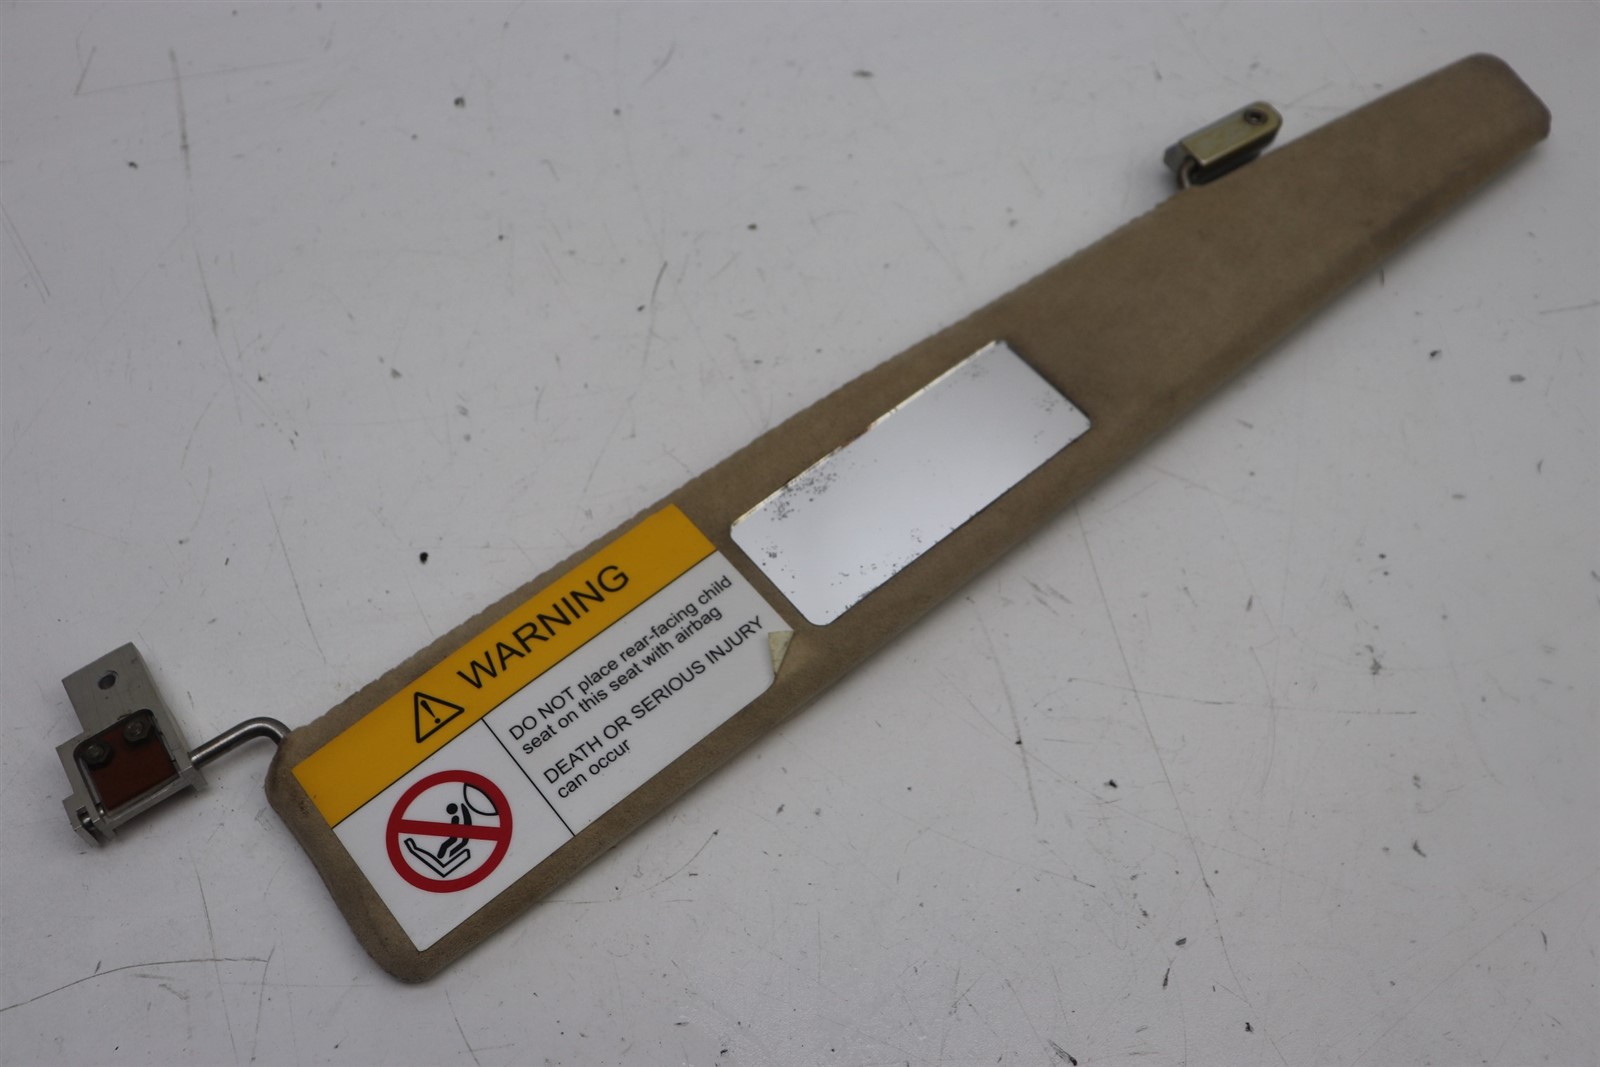 WARNING
DO NOT place rear-facing child
seat on this seat with airbag
DEATH OR SERIOUS INJURY
can occur